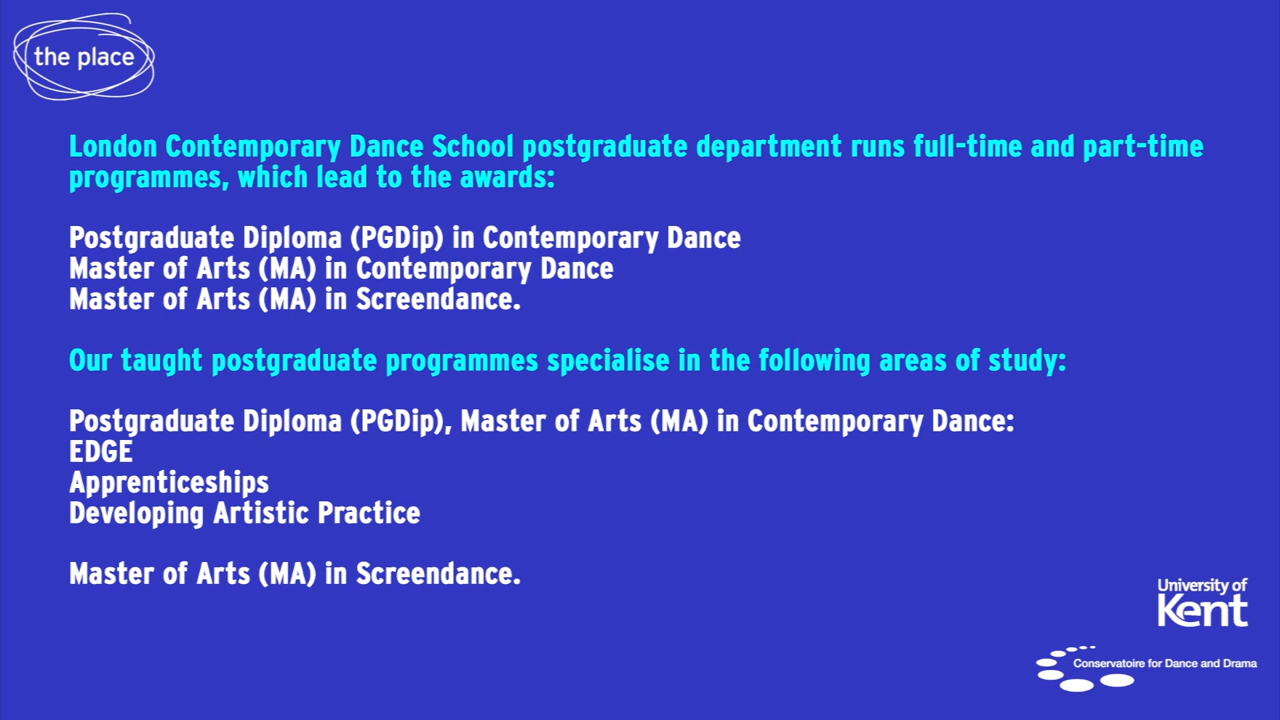 the place
London Contemporary Dance School postgraduate department runs full-time and part-time
programmes, which lead to the awards:
Postgraduate Diploma (PGDip) in Contemporary Dance
Master of Arts (MA) in Contemporary Dance
Master of Arts (MA) in Screendance.
Our taught postgraduate programmes specialise in the following areas of study:
Postgraduate Diploma (PGDip), Master of Arts (MA) in Contemporary Dance:
EDGE
Apprenticeships
Developing Artistic Practice
Master of Arts (MA) in Screendance.
University of
Kent
Conservatoire for Dance and Drama